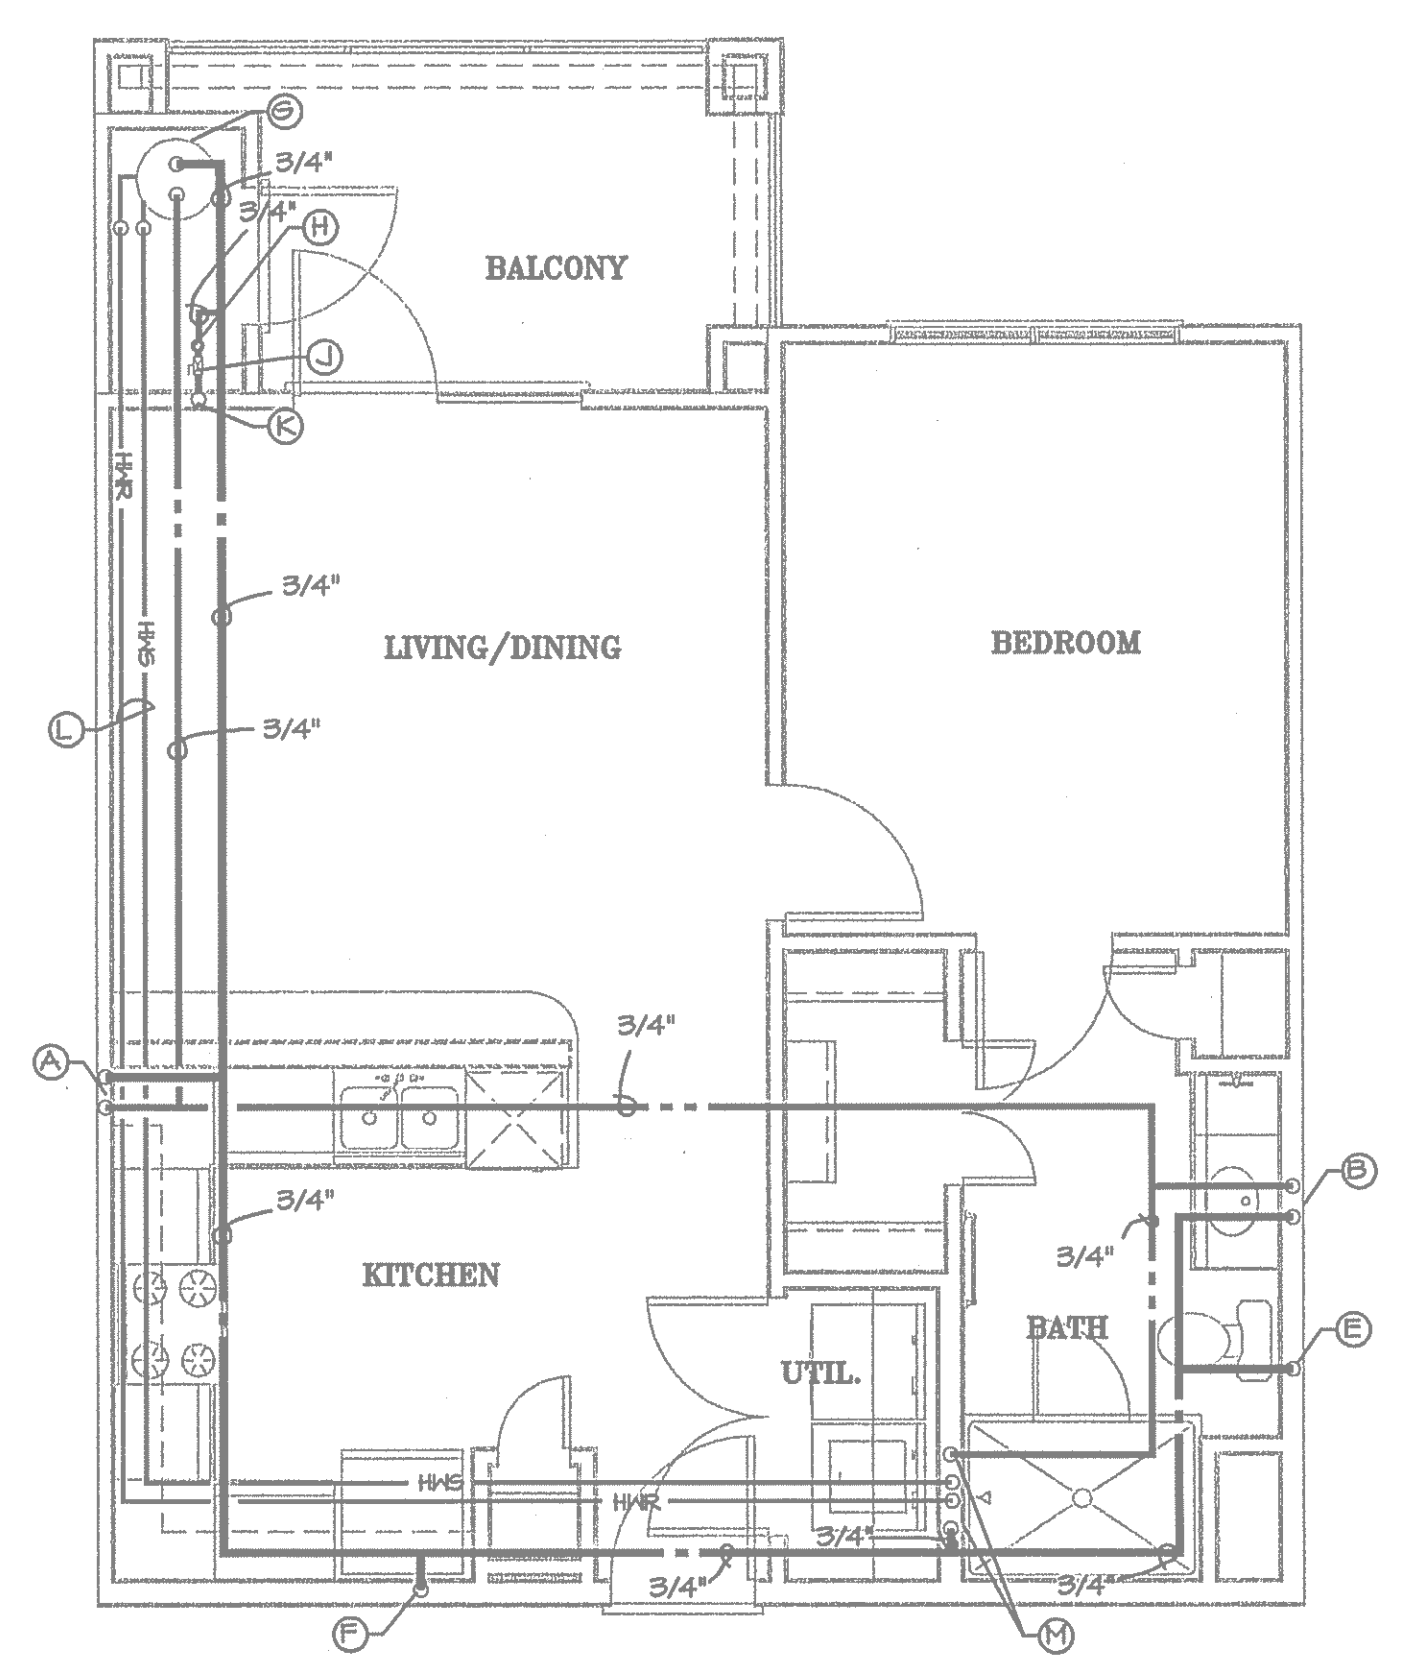 G
3/4"
3/4"
H
BALCONY
J
K
HWR
3/4"
HWS
LIVING/DINING
BEDROOM
L
3/4"
3/4"
A
B
3/4"
3/4"
KITCHEN
BATH
E
UTIL.
HWS
HWR
3/4"
3/4"
3/4"
F
M